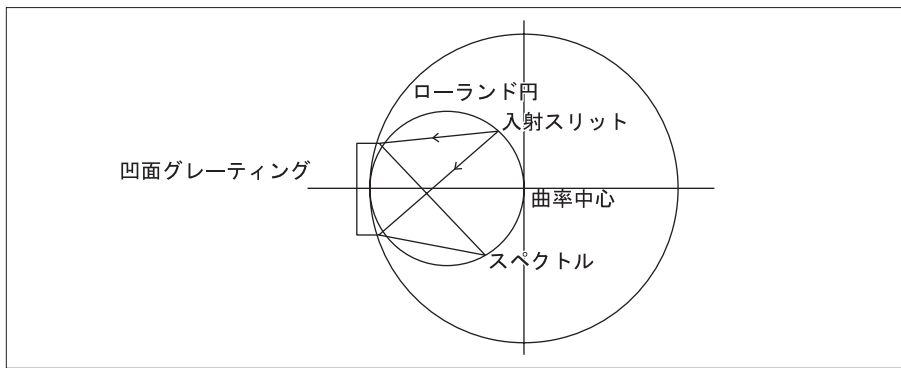 ローランド円
入射スリット
凹面グレーティング
曲率中心
スペクトル